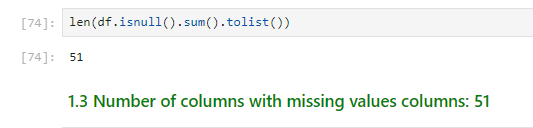 [74]: len(df.isnull().sum().tolist())
[74]: 51
1.3 Number of columns with missing values columns: 51